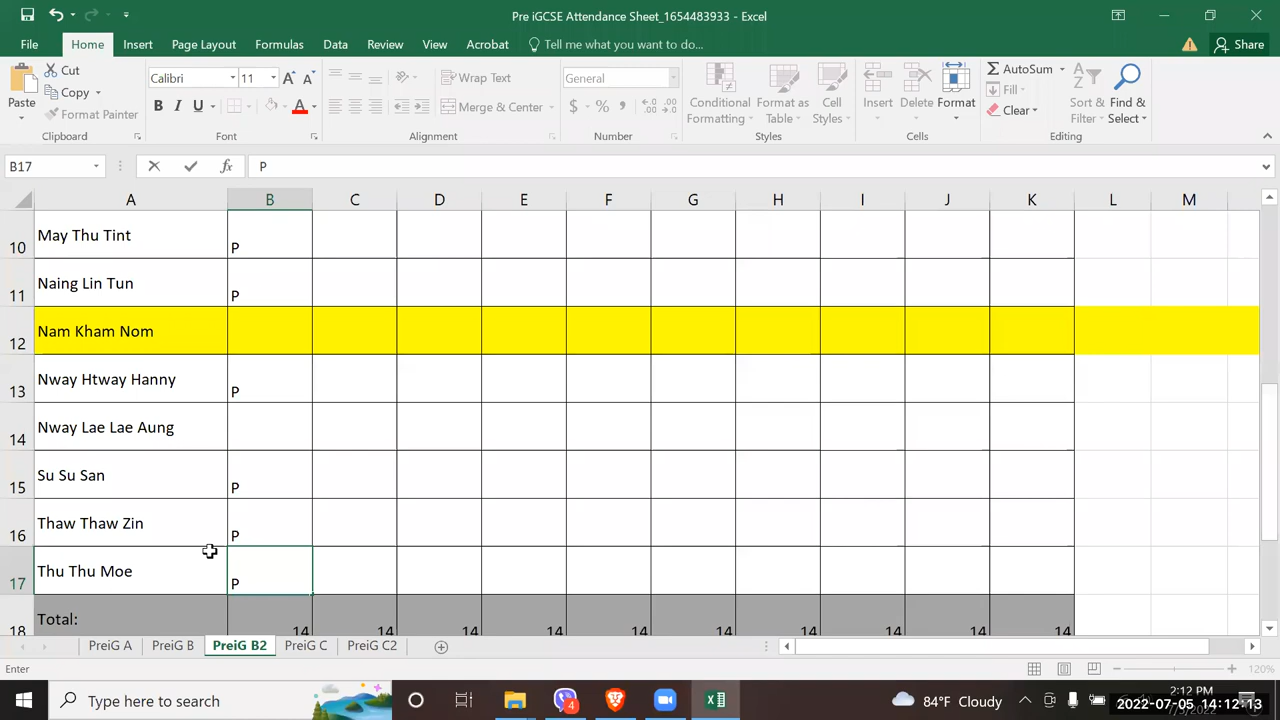 Pre iGCSE Attendance Sheet_1654483933 - Excel
File Home Insert Page Layout Formulas Data Review View Acrobat Tell me what you want to do... Share
Paste
Cut
Copy
Format Painter
Clipboard
Calibri 11
B I U A
Font
Wrap Text
Merge & Center
Alignment
General
$ % ,
Number
Conditional Formatting
Format as Table
Cell Styles
Styles
Insert Delete Format
Cells
AutoSum
Fill
Clear
Sort & Filter
Find & Select
Editing
B17 fx P
A B C D E F G H I J K L M
10 May Thu Tint P
11 Naing Lin Tun P
12 Nam Kham Nom
13 Nway Htway Hanny P
14 Nway Lae Lae Aung
15 Su Su San P
16 Thaw Thaw Zin P
17 Thu Thu Moe P
18 Total: 14 14 14 14 14 14 14 14 14 14
PreiG A PreiG B PreiG B2 PreiG C PreiG C2
Enter 120%
Type here to search 4 84°F Cloudy 2:12 PM
2022-07-05 14:12:13